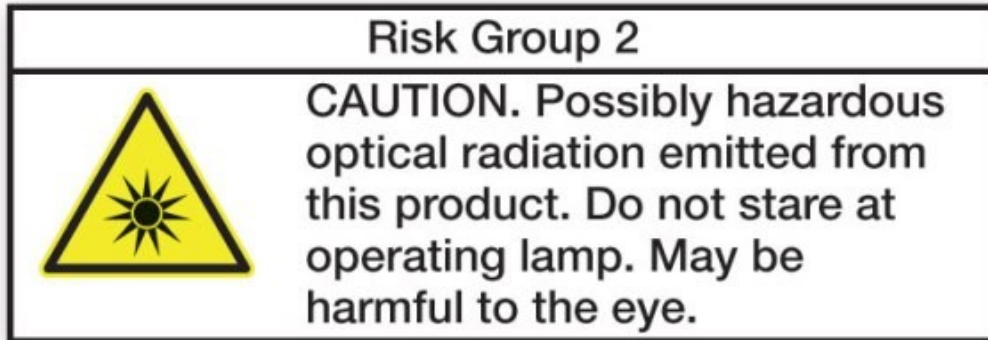 Risk Group 2
CAUTION. Possibly hazardous
optical radiation emitted from
this product. Do not stare at
operating lamp. May be
harmful to the eye.